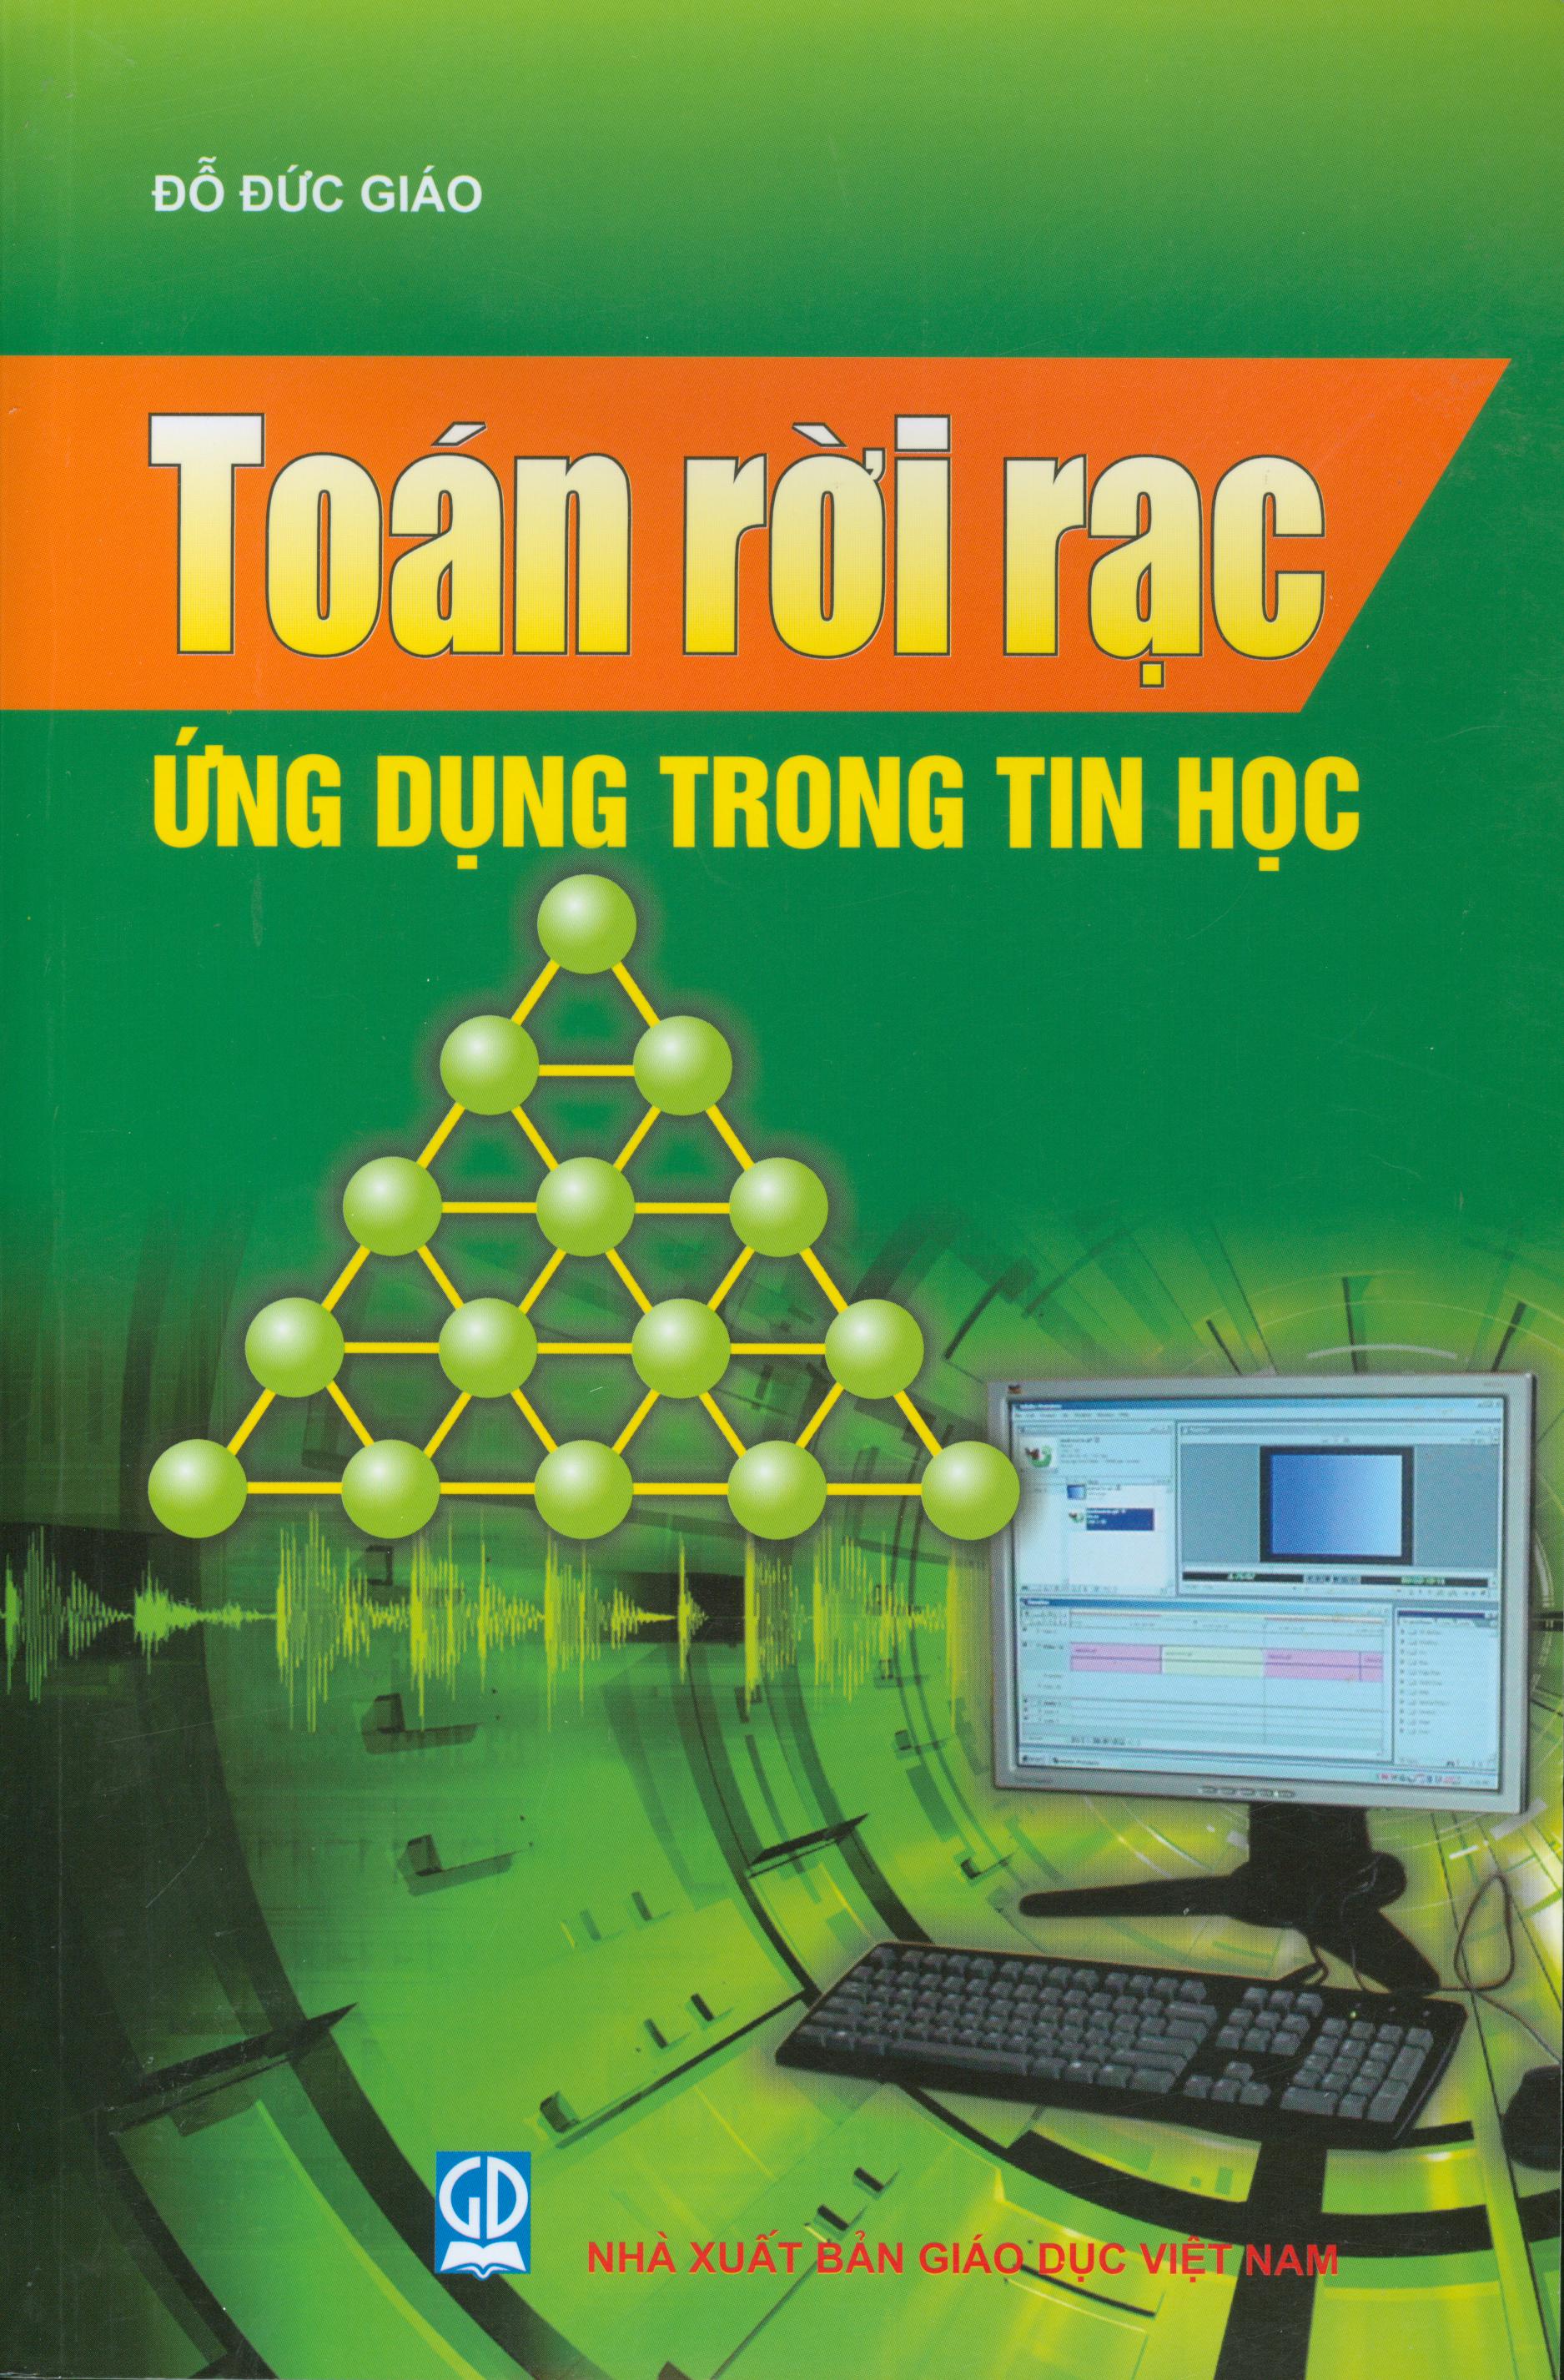 ĐỖ ĐỨC GIÁO
Toán rời rạc
ỨNG DỤNG TRONG TIN HỌC
GD
NHÀ XUẤT BẢN GIÁO DỤC VIỆT NAM